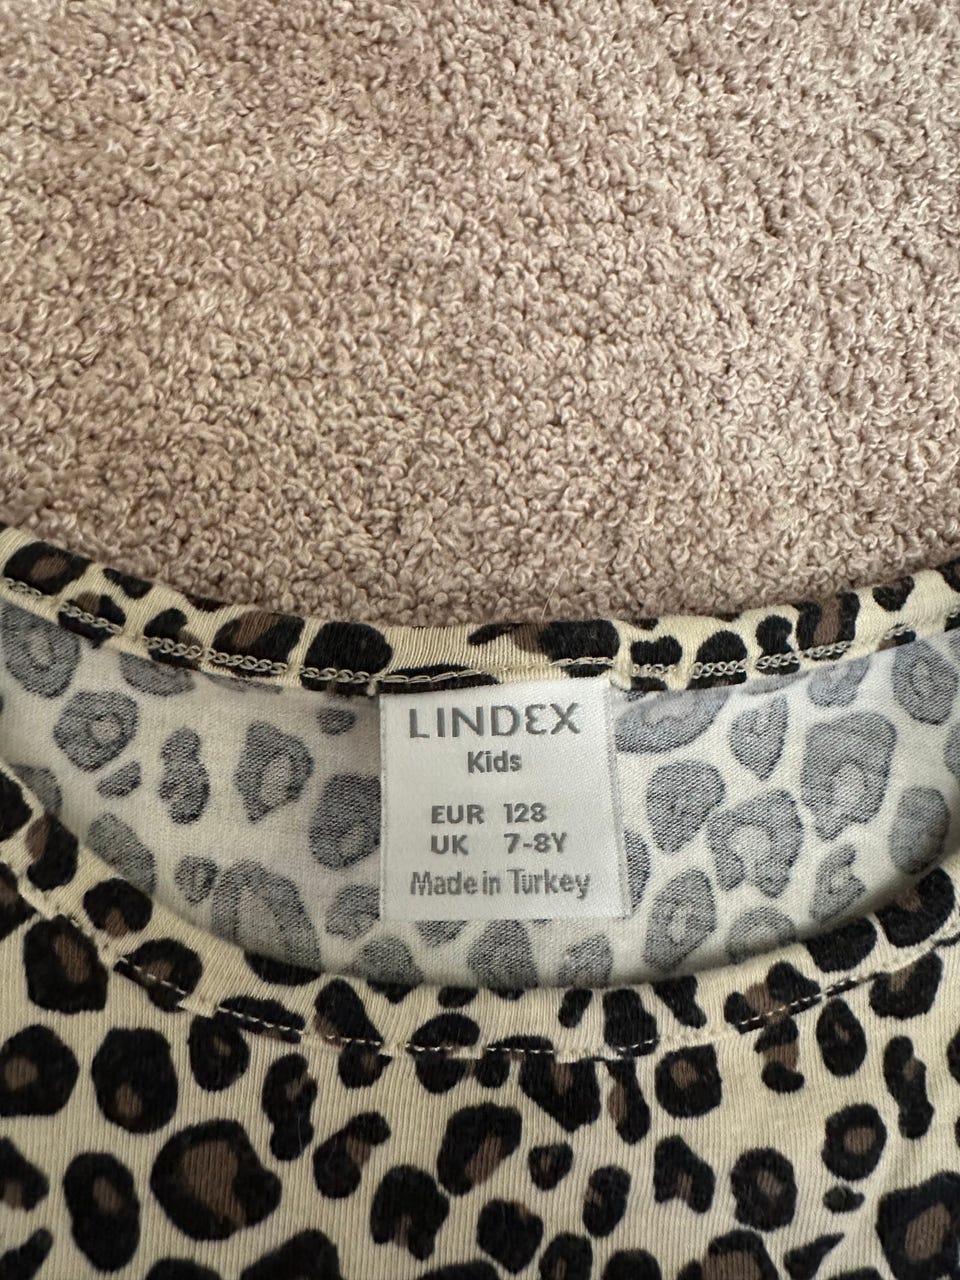 LINDEX
Kids
EUR 128
UK 7-8Y
Made in Turkey